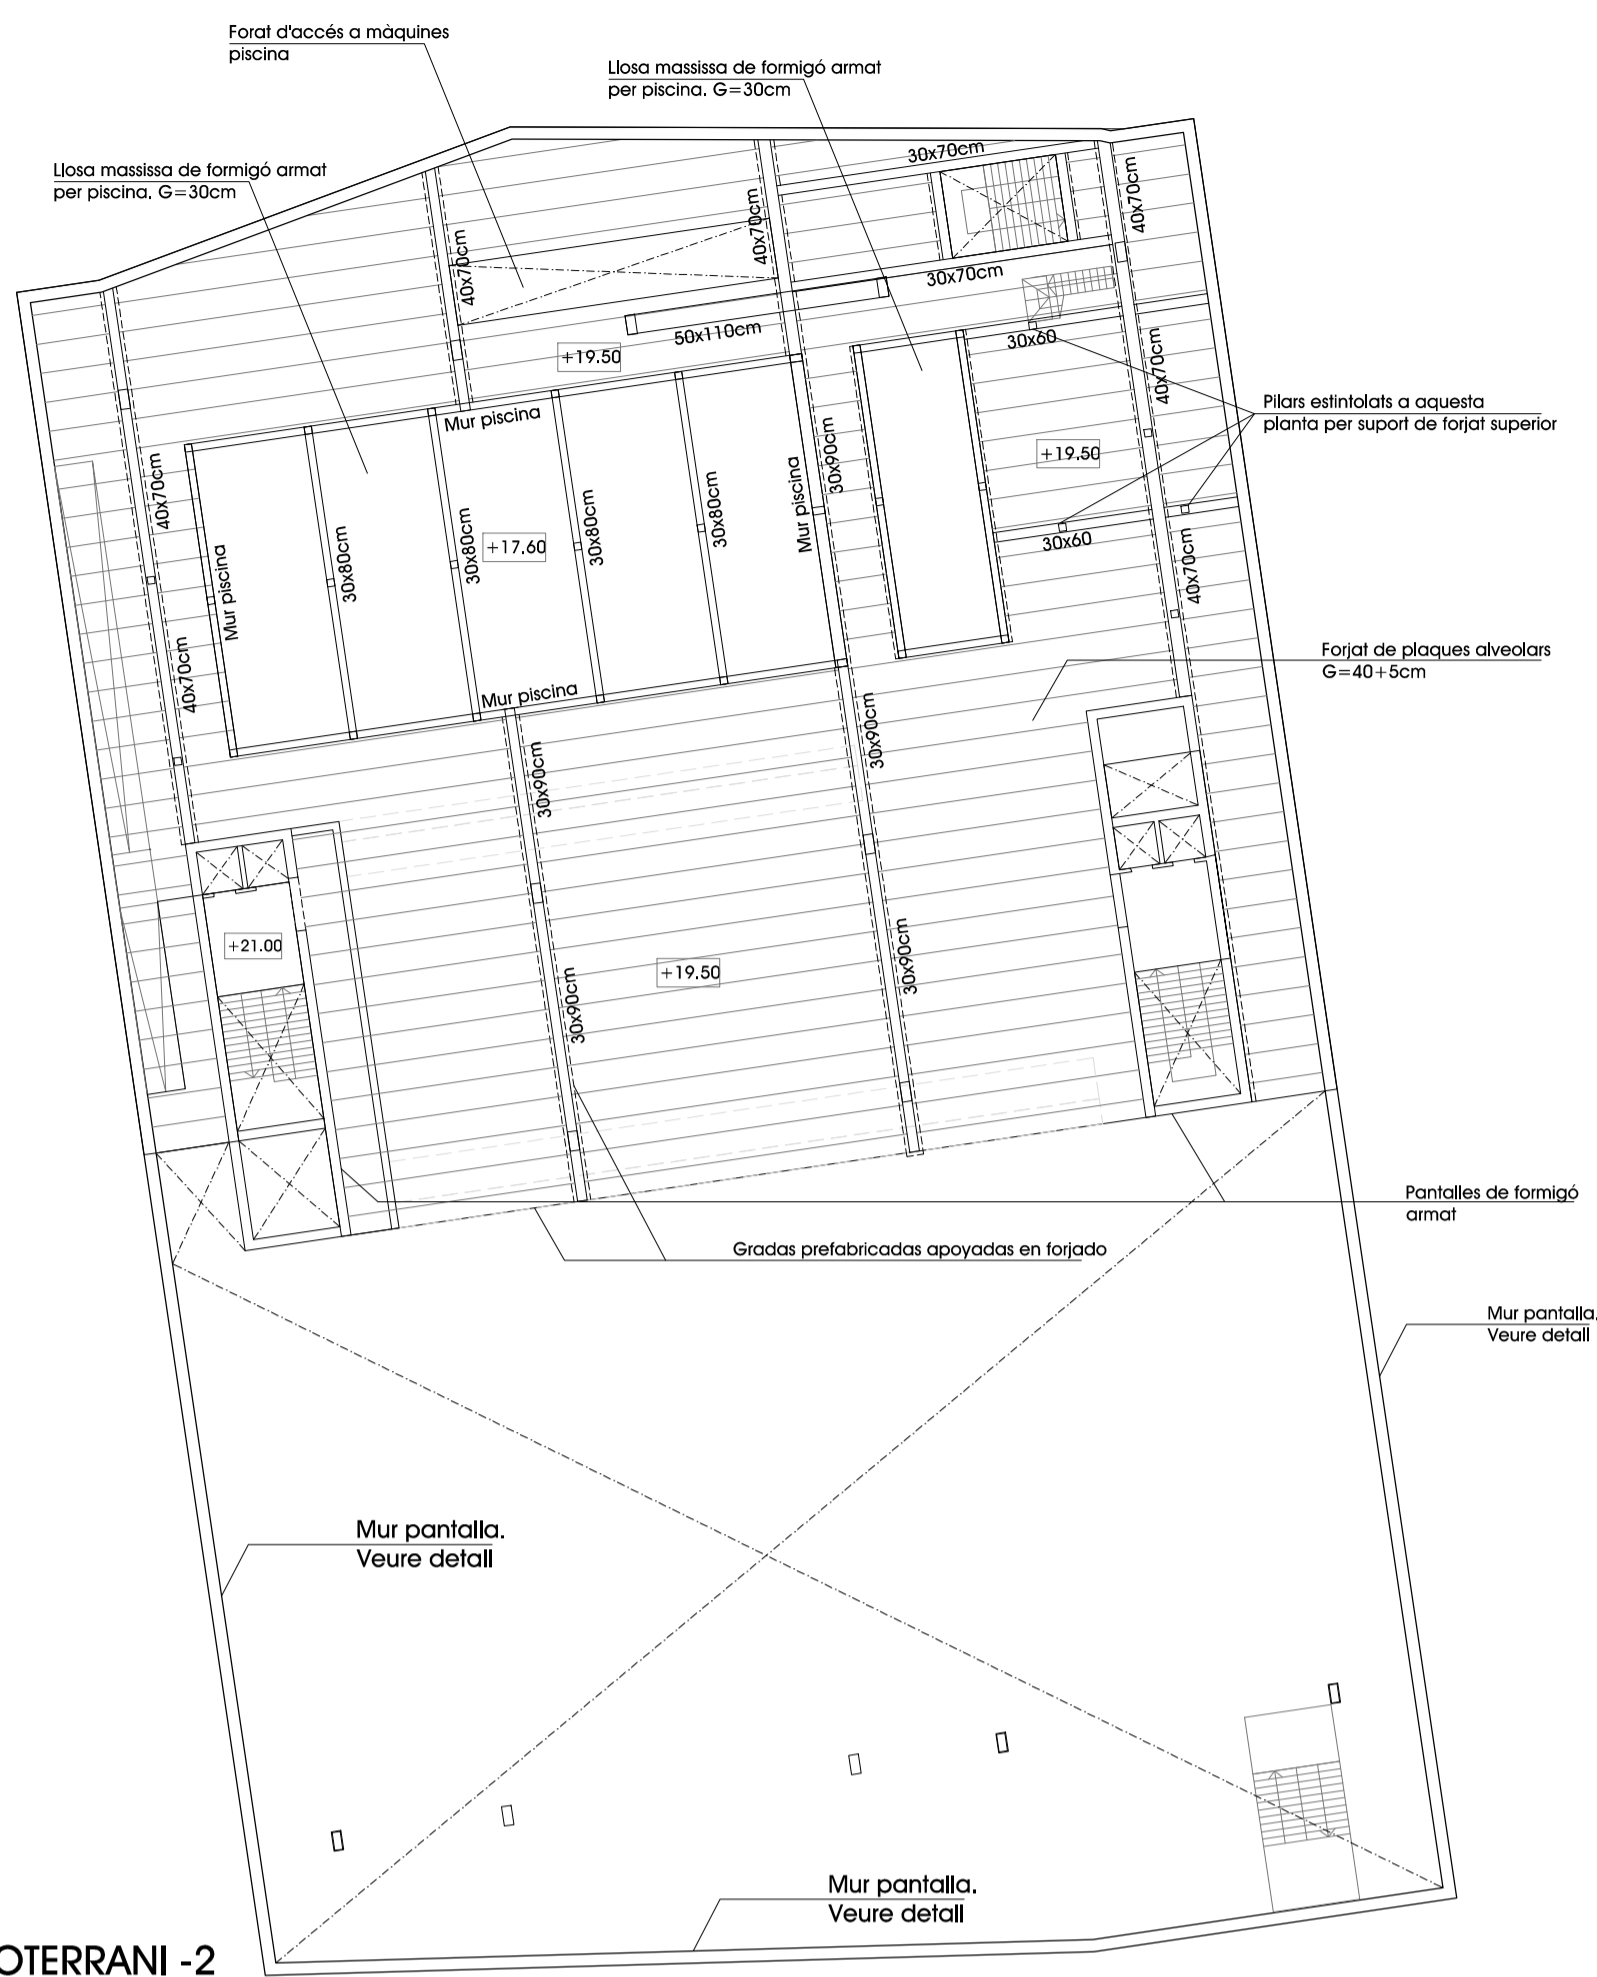 Forat d'accés a màquines
piscina
Llosa massissa de formigó armat
per piscina. G=30cm
Llosa massissa de formigó armat
per piscina. G=30cm
30x70cm
40x70cm
40x70cm
40x70cm
30x70cm
50x110cm
+19.50
30x60
40x70cm
Pilars estintolats a aquesta
planta per suport de forjat superior
Mur piscina
40x70cm
30x90cm
+19.50
Mur piscina
30x80cm
30x80cm
30x80cm
30x80cm
+17.60
Mur piscina
30x60
40x70cm
40x70cm
Mur piscina
Forjat de plaques alveolars
G=40+5cm
30x90cm
30x90cm
+21.00
30x90cm
30x90cm
+19.50
Pantalles de formigó
armat
Gradas prefabricadas apoyadas en forjado
Mur pantalla.
Veure detall
Mur pantalla.
Veure detall
Mur pantalla.
Veure detall
OTERRANI -2